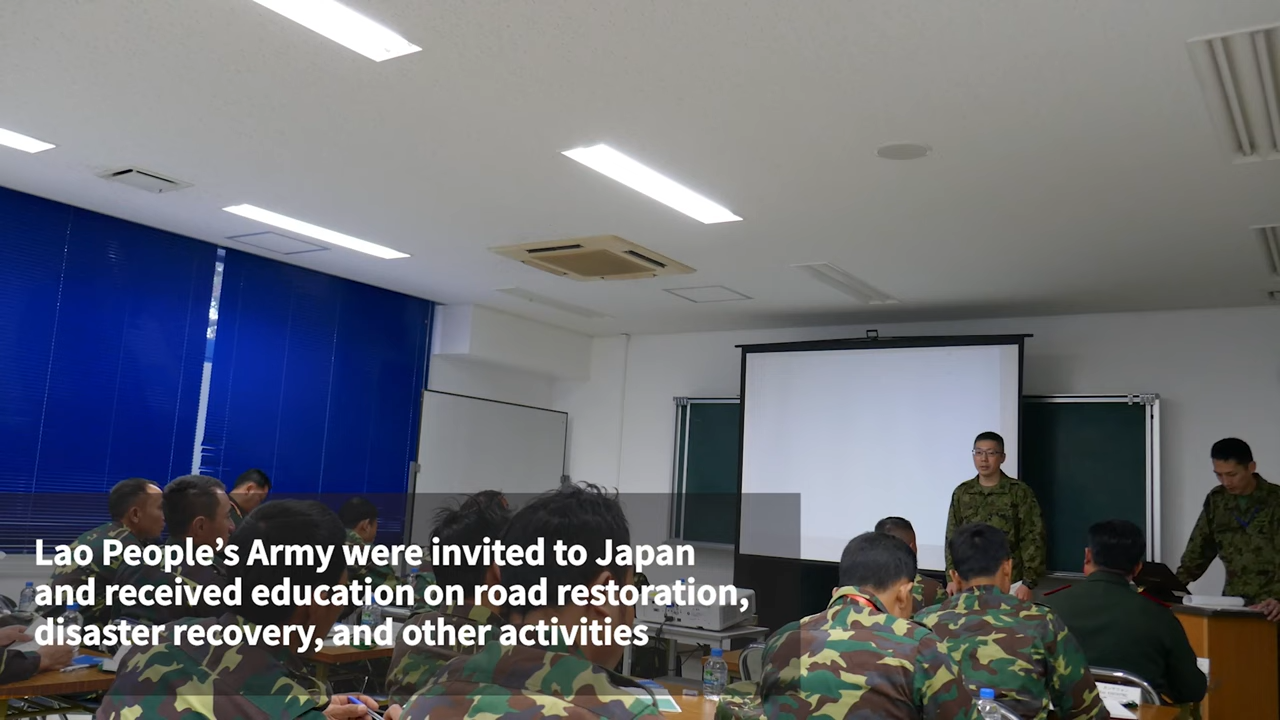 Lao People’s Army were invited to Japan
and received education on road restoration,
disaster recovery, and other activities